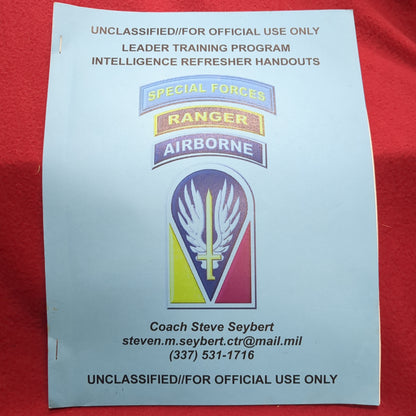 UNCLASSIFIED//FOR OFFICIAL USE ONLY
LEADER TRAINING PROGRAM
INTELLIGENCE REFRESHER HANDOUTS
SPECIAL FORCES
RANGER
AIRBORNE
Coach Steve Seybert
steven.m.seybert.ctr@mail.mil
(337) 531-1716
UNCLASSIFIED//FOR OFFICIAL USE ONLY